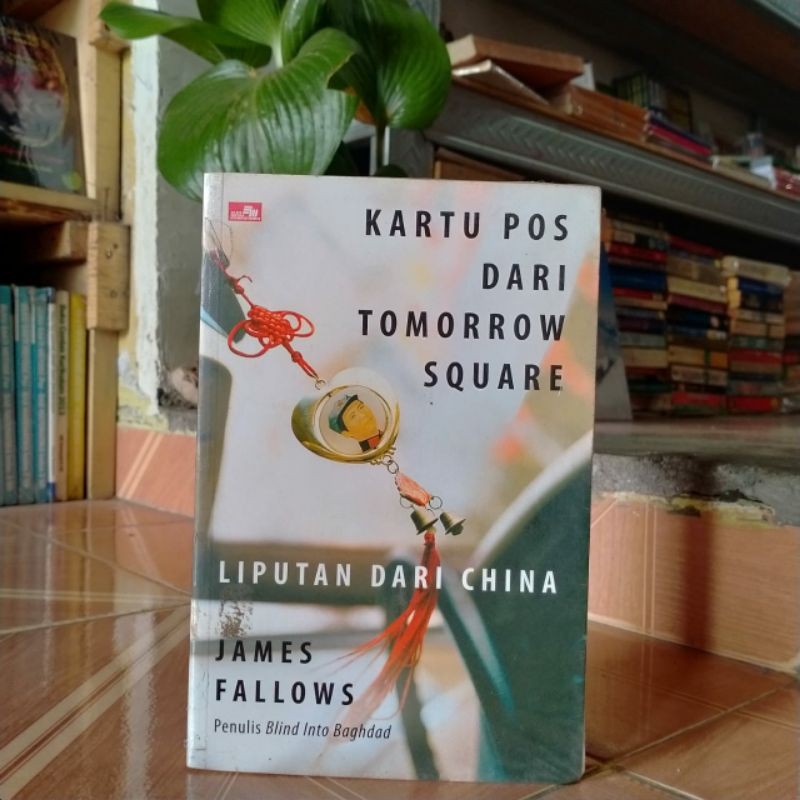 KARTU POS
DARI
TOMORROW
SQUARE
LIPUTAN DARI CHINA
JAMES
FALLOWS
Penulis Blind Into Baghdad